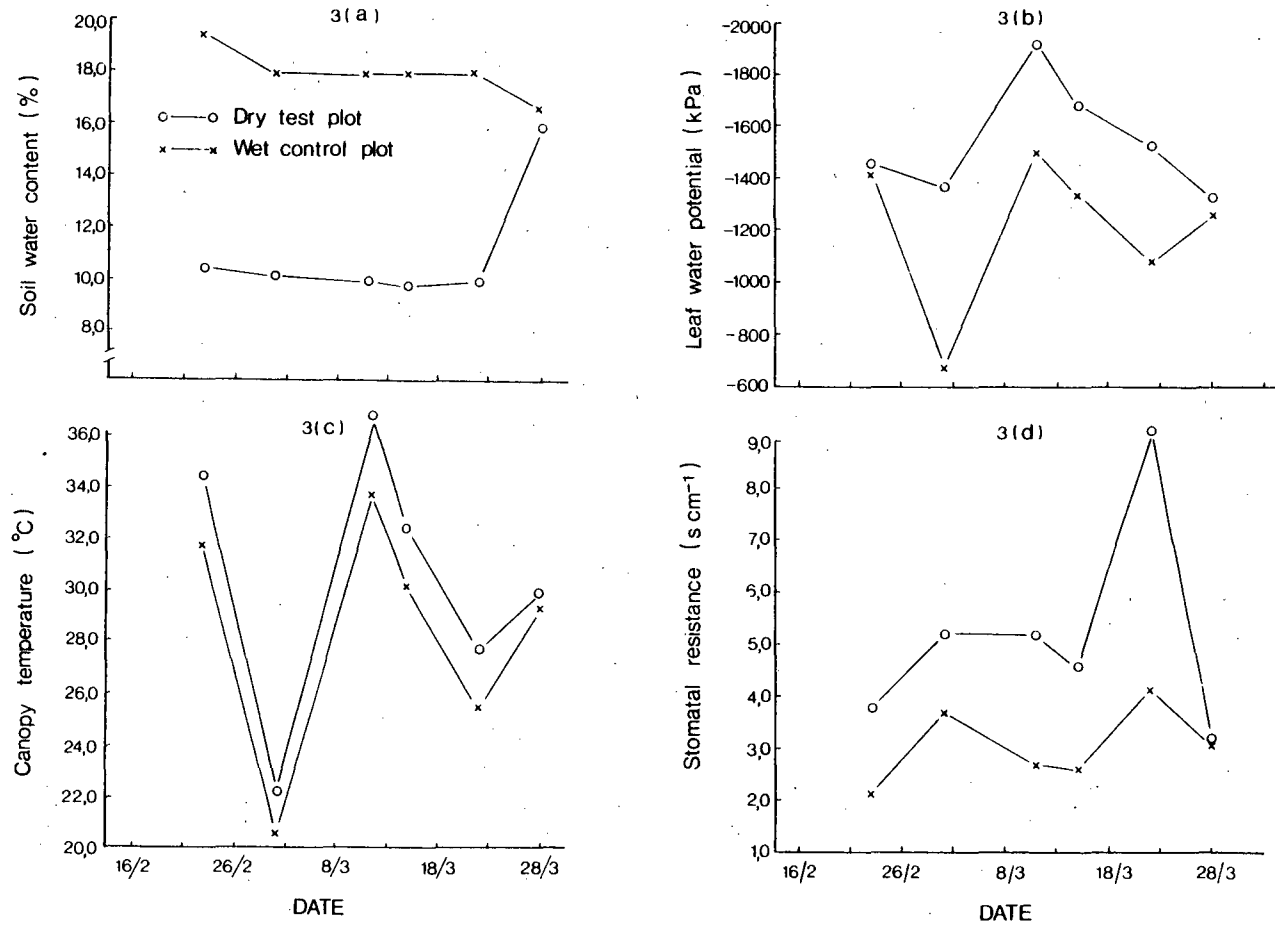 3(a)
20,0
18,0
16,0
14,0
12,0
10,0
8,0
Soil water content (%)
Dry test plot
Wet control plot
3(b)
-2000
-1800
-1600
-1400
-1200
-1000
-800
-600
Leaf water potential (kPa)
3(c)
36,0
34,0
32,0
30,0
28,0
26,0
24,0
22,0
20,0
Canopy temperature (°C)
16/2 26/2 8/3 18/3 28/3
DATE
3(d)
9,0
8,0
7,0
6,0
5,0
4,0
3,0
2,0
1,0
Stomatal resistance (s cm⁻¹)
16/2 26/2 8/3 18/3 28/3
DATE